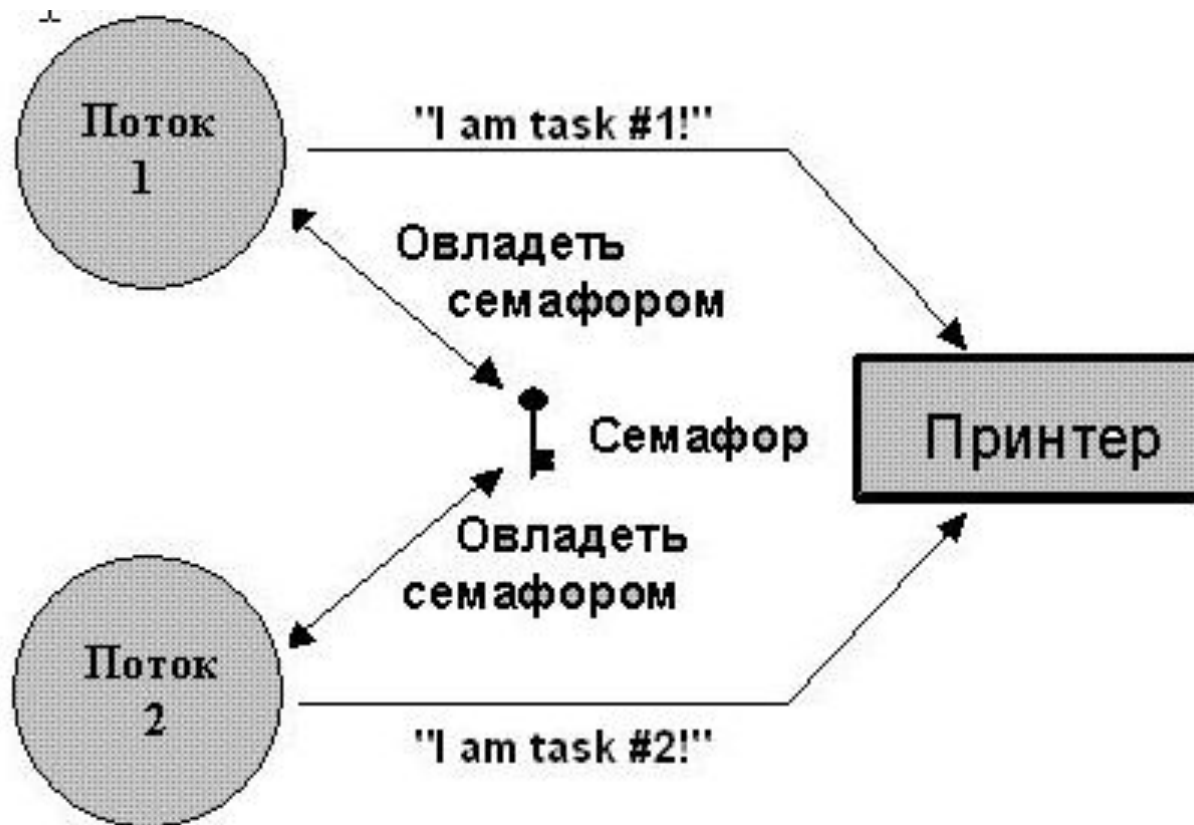 Поток
1
"I am task #1!"
Овладеть
семафором
Семафор
Принтер
Овладеть
семафором
Поток
2
"I am task #2!"